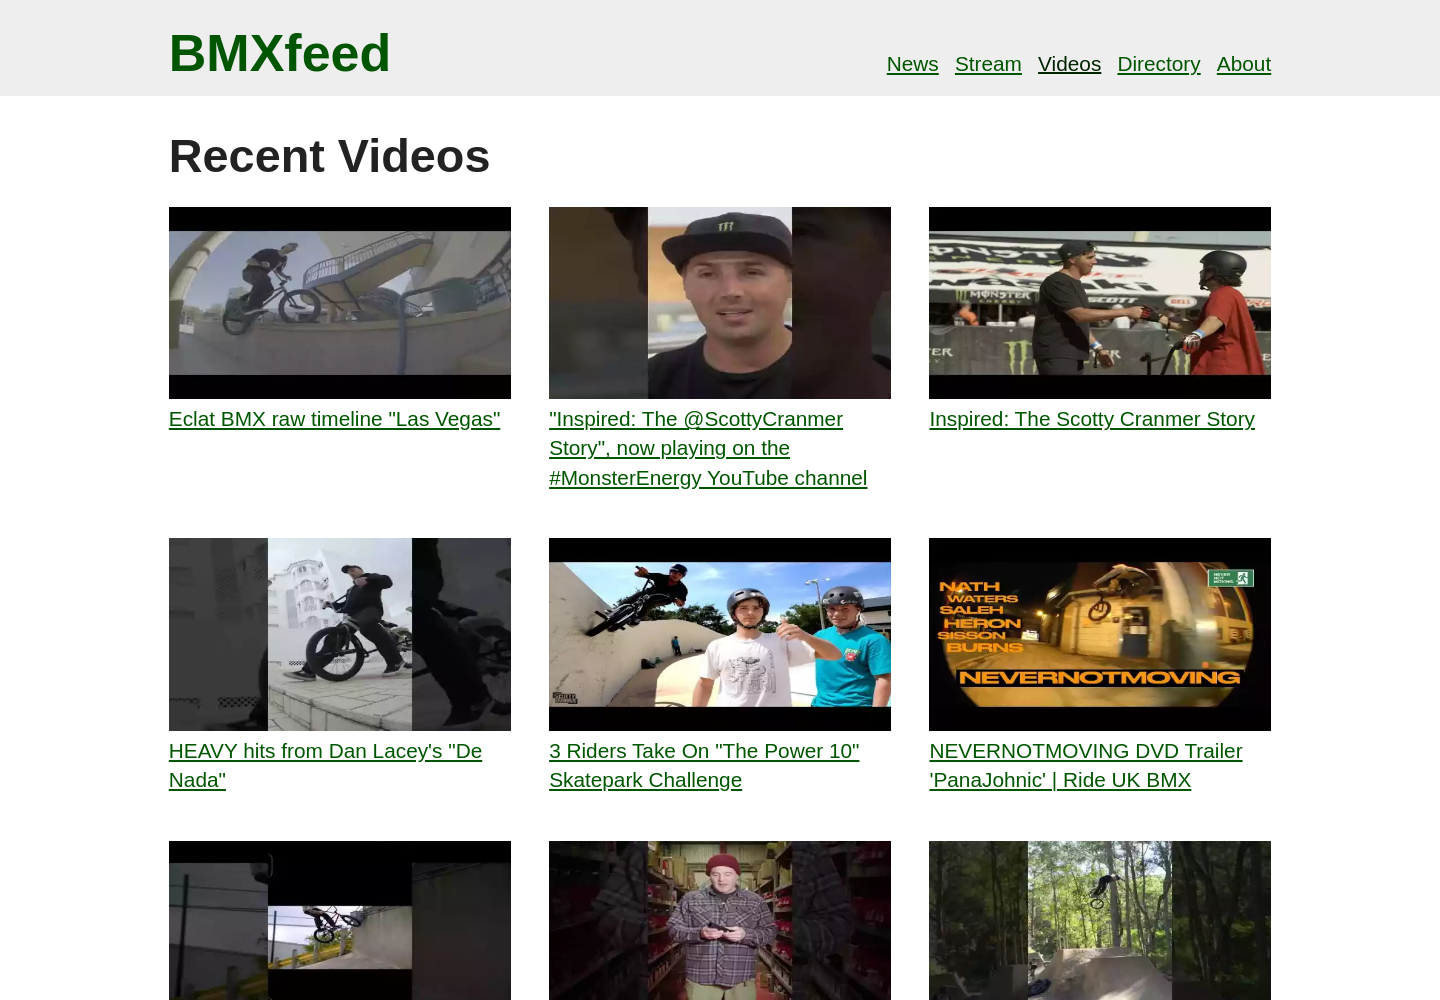 BMXfeed
News Stream Videos Directory About
Recent Videos
MONSTER
SCOTT
BELL
Eclat BMX raw timeline "Las Vegas"
"Inspired: The @ScottyCranmer
Story", now playing on the
#MonsterEnergy YouTube channel
Inspired: The Scotty Cranmer Story
NATH
WATERS
SALEH
HERON
SISSON
BURNS
NEVER
NOT
MOVING
NEVERNOTMOVING
HEAVY hits from Dan Lacey's "De
Nada"
3 Riders Take On "The Power 10"
Skatepark Challenge
NEVERNOTMOVING DVD Trailer
'PanaJohnic' | Ride UK BMX